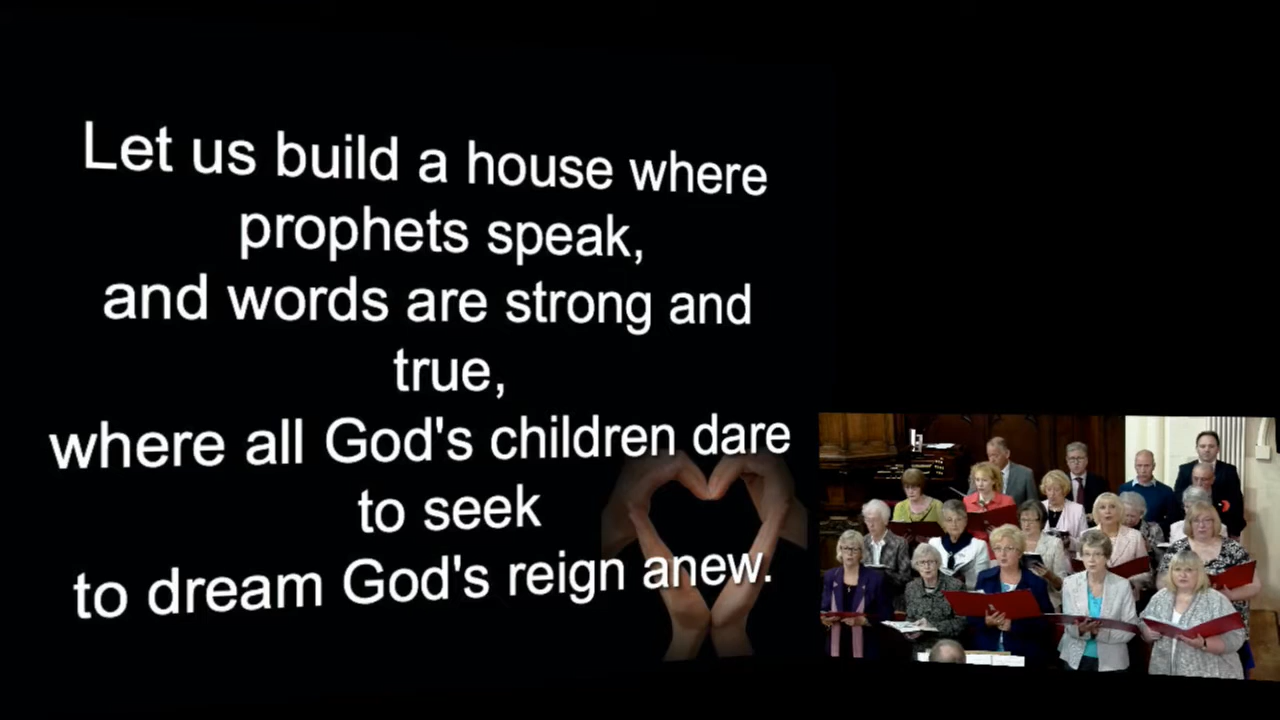 Let us build a house where
prophets speak,
and words are strong and
true,
where all God's children dare
to seek
to dream God's reign anew.